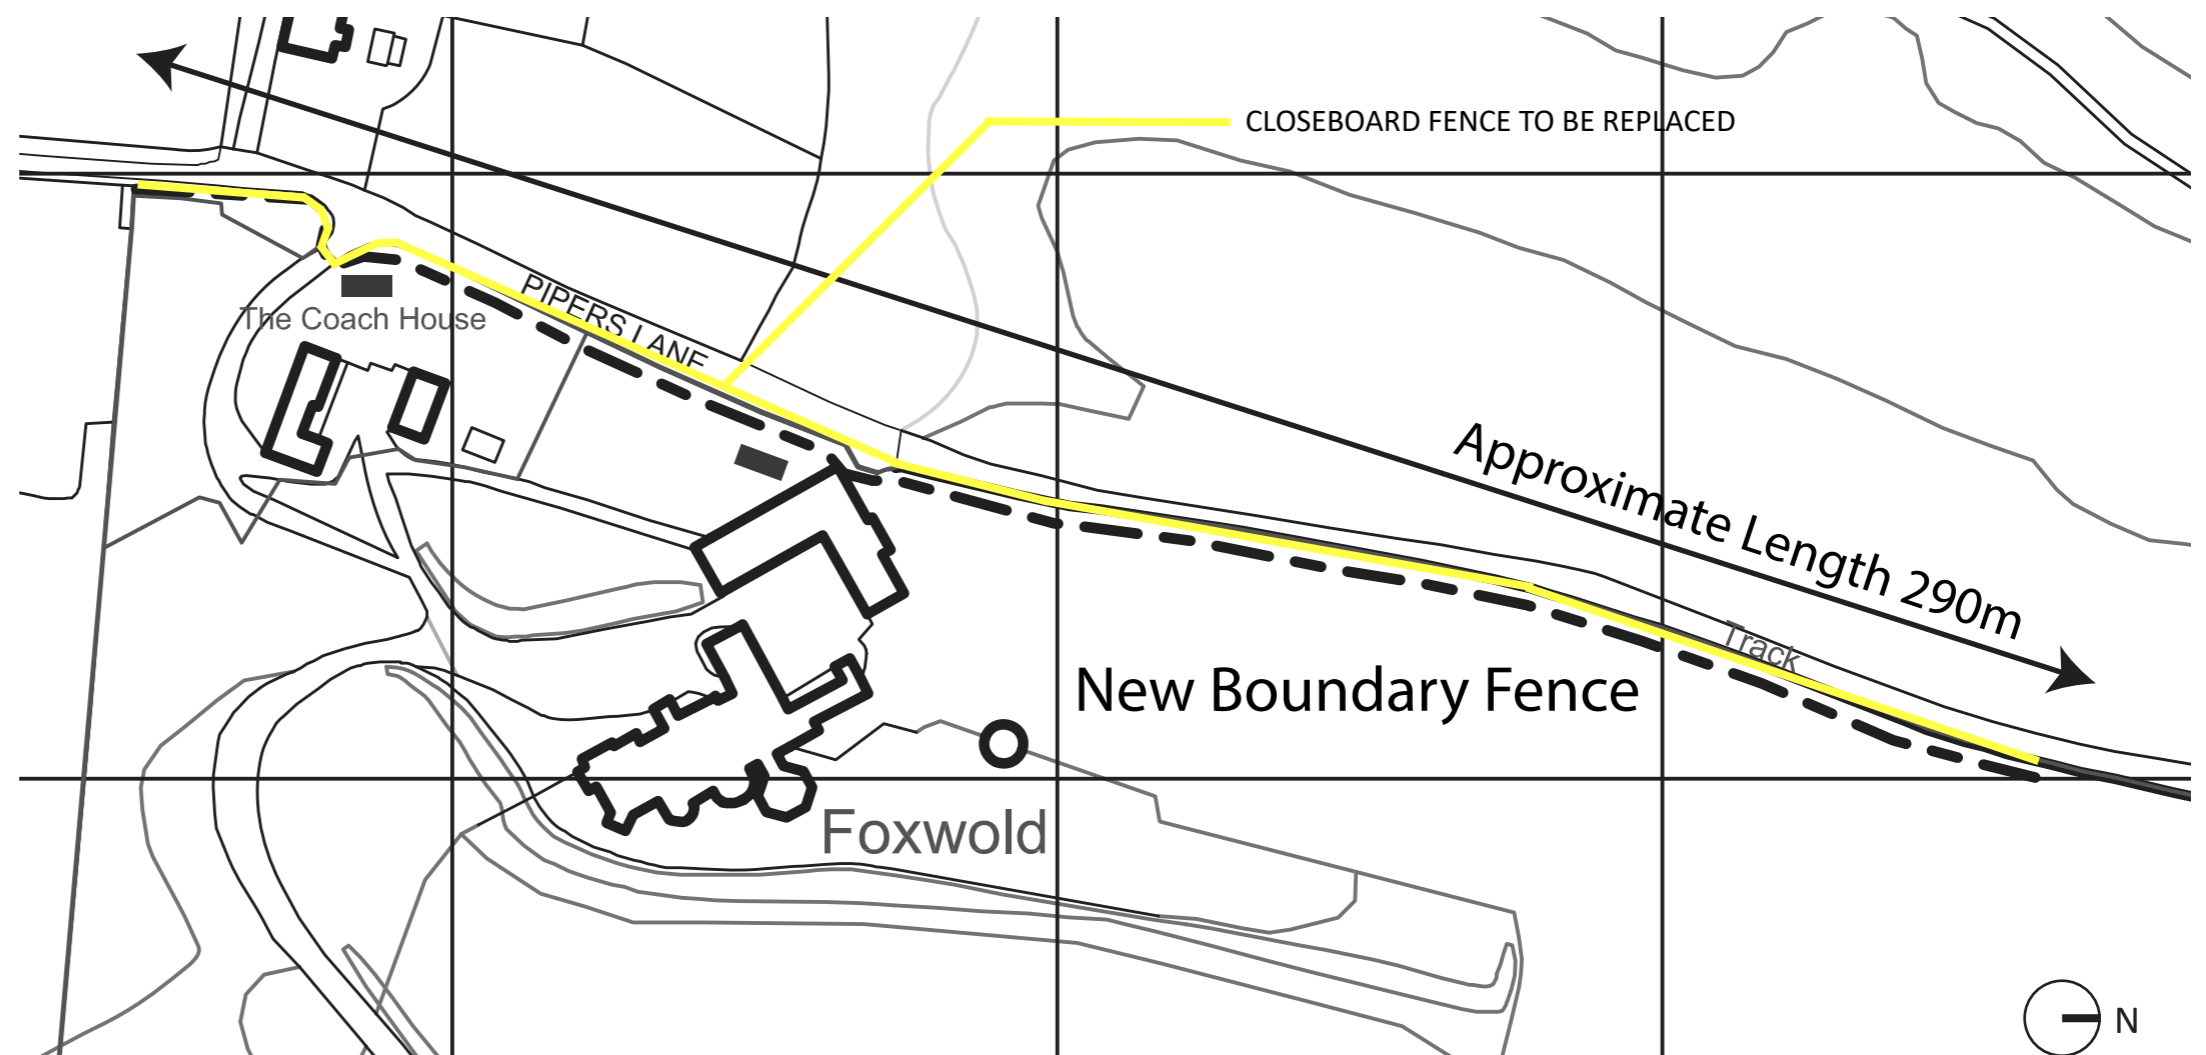 CLOSEBOARD FENCE TO BE REPLACED
PIPERS LANE
The Coach House
Approximate Length 290m
Track
New Boundary Fence
Foxwold
N